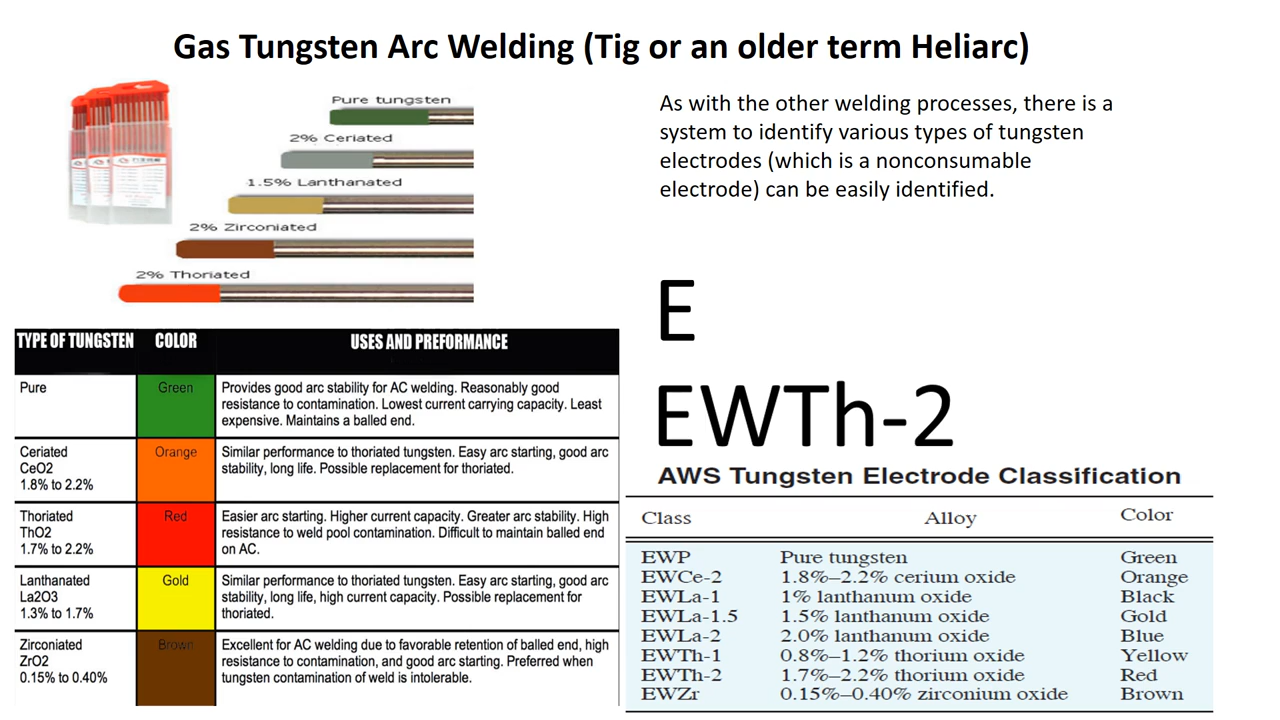 Gas Tungsten Arc Welding (Tig or an older term Heliarc)
Pure tungsten
2% Ceriated
1.5% Lanthanated
2% Zirconiated
2% Thoriated
As with the other welding processes, there is a
system to identify various types of tungsten
electrodes (which is a nonconsumable
electrode) can be easily identified.
E
EWTh-2
TYPE OF TUNGSTEN COLOR USES AND PREFORMANCE
Pure Green Provides good arc stability for AC welding. Reasonably good
resistance to contamination. Lowest current carrying capacity. Least
expensive. Maintains a balled end.
Ceriated Orange Similar performance to thoriated tungsten. Easy arc starting, good arc
CeO2 stability, long life. Possible replacement for thoriated.
1.8% to 2.2%
Thoriated Red Easier arc starting. Higher current capacity. Greater arc stability. High
ThO2 resistance to weld pool contamination. Difficult to maintain balled end
1.7% to 2.2% on AC.
Lanthanated Gold Similar performance to thoriated tungsten. Easy arc starting, good arc
La2O3 stability, long life, high current capacity. Possible replacement for
1.3% to 1.7% thoriated.
Zirconiated Brown Excellent for AC welding due to favorable retention of balled end, high
ZrO2 resistance to contamination, and good arc starting. Preferred when
0.15% to 0.40% tungsten contamination of weld is intolerable.
AWS Tungsten Electrode Classification
Class Alloy Color
EWP Pure tungsten Green
EWCe-2 1.8%–2.2% cerium oxide Orange
EWLa-1 1% lanthanum oxide Black
EWLa-1.5 1.5% lanthanum oxide Gold
EWLa-2 2.0% lanthanum oxide Blue
EWTh-1 0.8%–1.2% thorium oxide Yellow
EWTh-2 1.7%–2.2% thorium oxide Red
EWZr 0.15%–0.40% zirconium oxide Brown